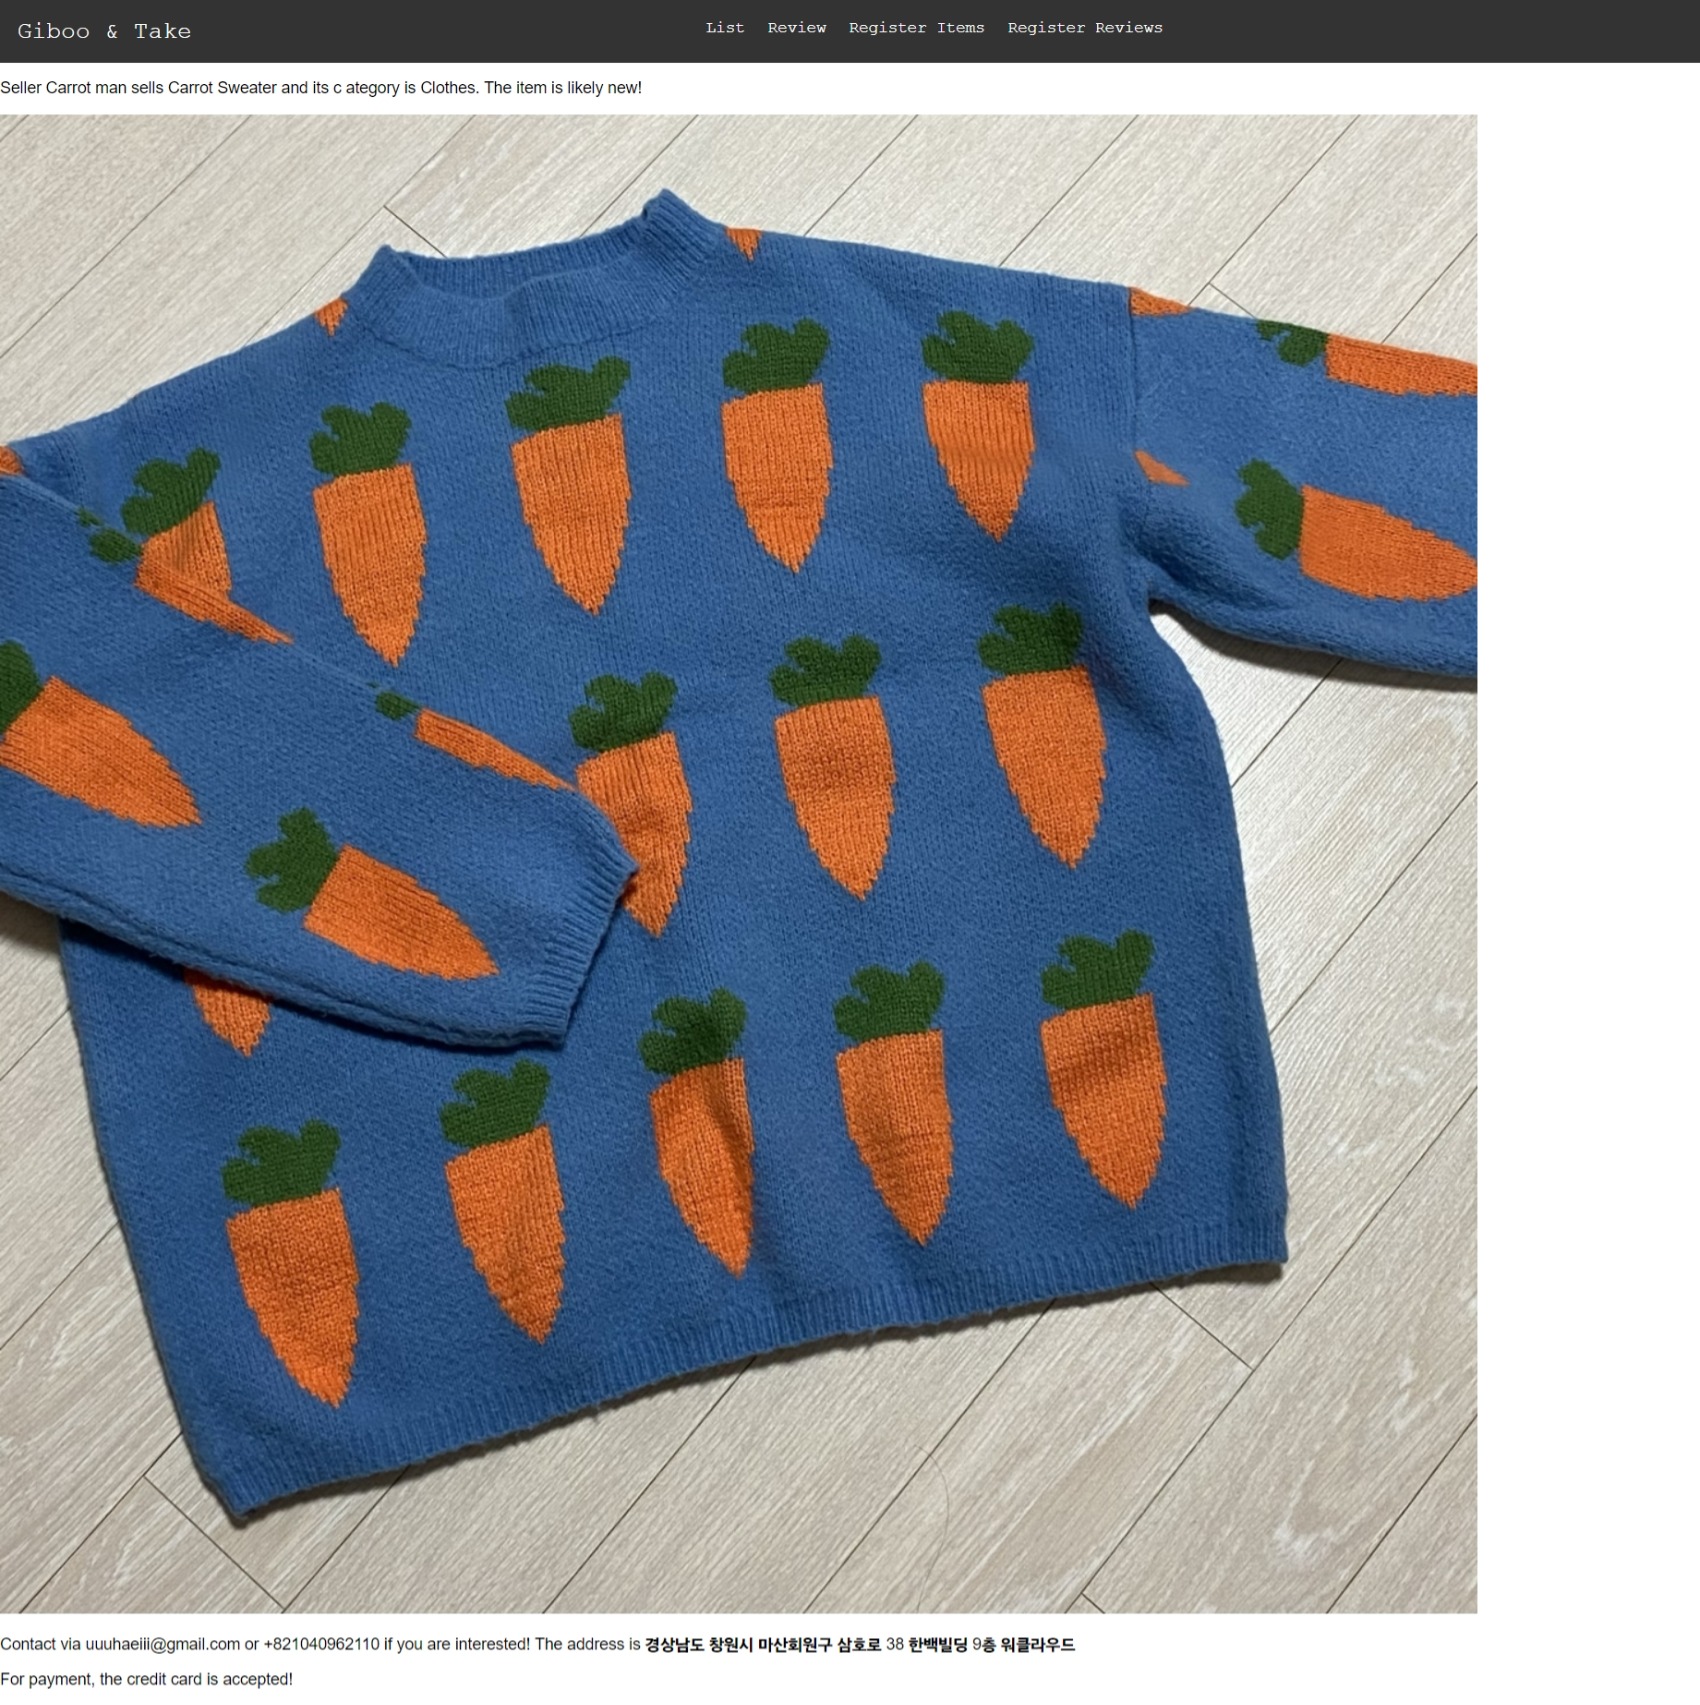 Giboo & Take
List Review Register Items Register Reviews
Seller Carrot man sells Carrot Sweater and its c ategory is Clothes. The item is likely new!
Contact via uuuhaeiii@gmail.com or +821040962110 if you are interested! The address is 경상남도 창원시 마산회원구 삼호로 38 한백빌딩 9층 워클라우드
For payment, the credit card is accepted!